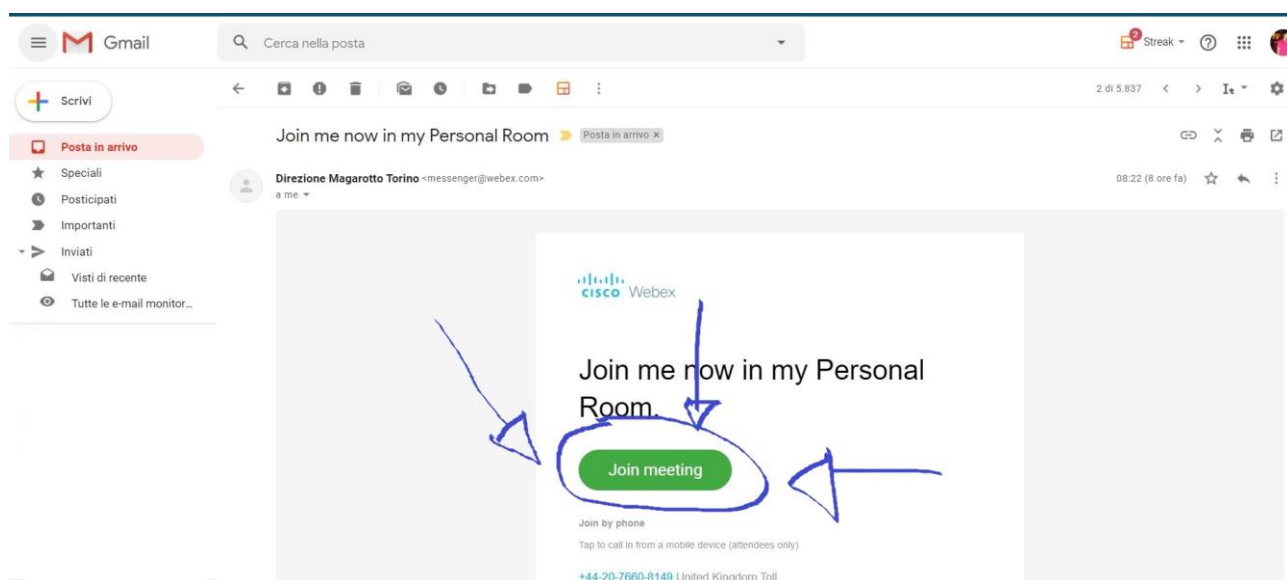 Gmail
Cerca nella posta
2
Streak
Scrivi
2 di 5.837
Posta in arrivo
Speciali
Posticipati
Importanti
Inviati
Visti di recente
Tutte le e-mail monitor...
Join me now in my Personal Room
Posta in arrivo ×
Direzione Magarotto Torino <messenger@webex.com>
a me
08:22 (8 ore fa)
CISCO Webex
Join me now in my Personal
Room.
Join meeting
Join by phone
Tap to call in from a mobile device (attendees only)
+44-20-7660-8149 United Kingdom Toll